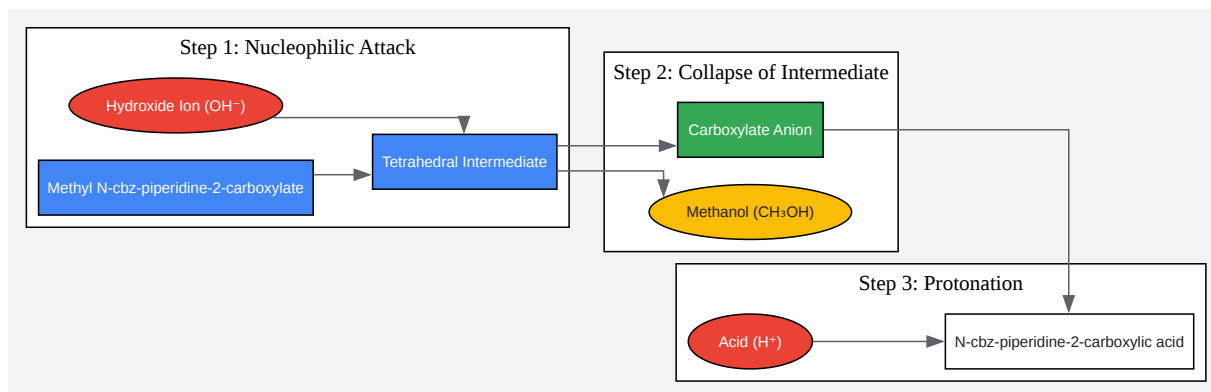 Step 1: Nucleophilic Attack
Hydroxide Ion (OH⁻)
Methyl N-cbz-piperidine-2-carboxylate
Tetrahedral Intermediate
Step 2: Collapse of Intermediate
Carboxylate Anion
Methanol (CH₃OH)
Step 3: Protonation
Acid (H⁺)
N-cbz-piperidine-2-carboxylic acid